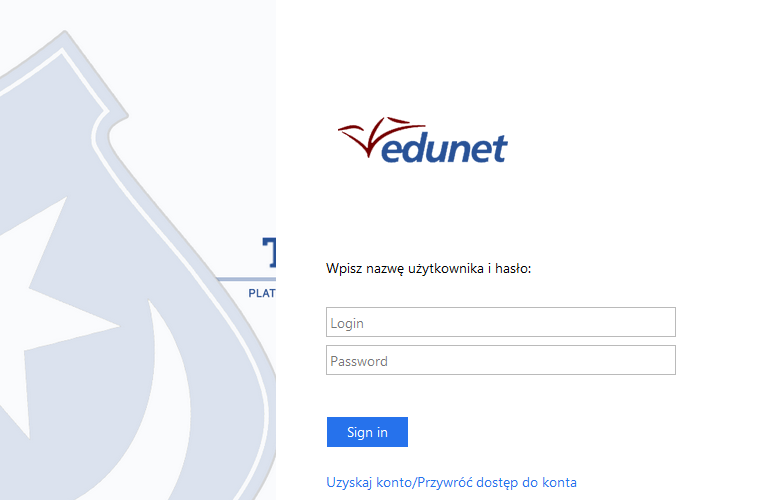 edunet
T
PLAT
Wpisz nazwę użytkownika i hasło:
Login
Password
Sign in
Uzyskaj konto/Przywróć dostęp do konta